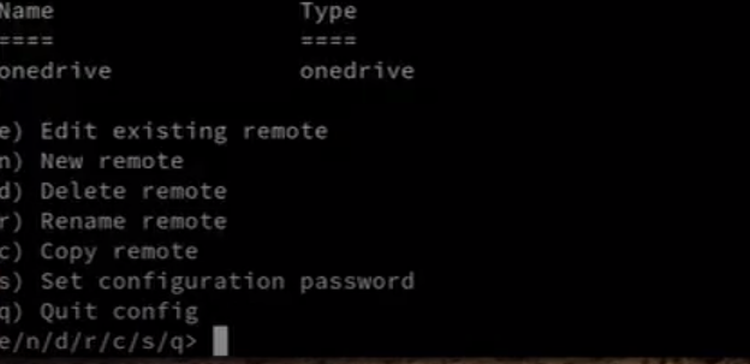 Name Type
==== ====
onedrive onedrive
e) Edit existing remote
n) New remote
d) Delete remote
r) Rename remote
c) Copy remote
s) Set configuration password
q) Quit config
e/n/d/r/c/s/q>